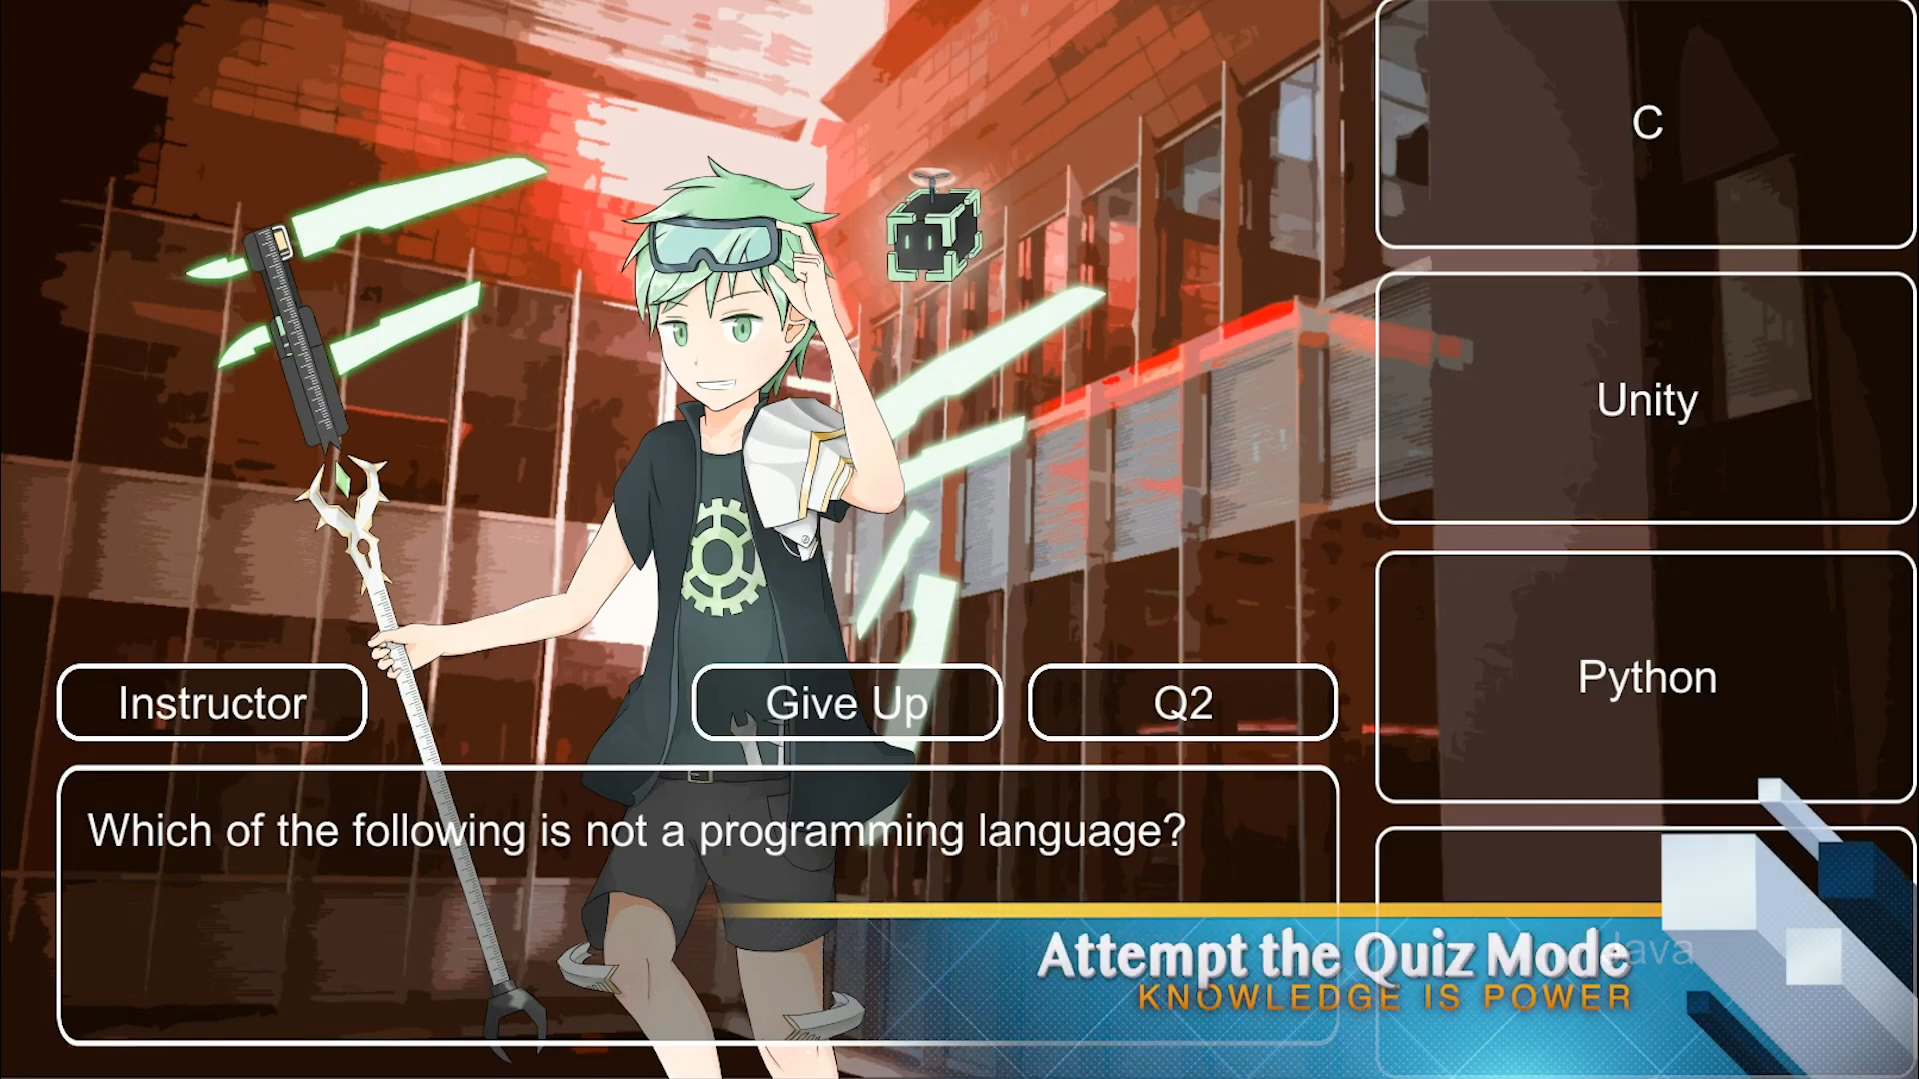 C
Unity
Python
Java
Instructor
Give Up
Q2
Which of the following is not a programming language?
Attempt the Quiz Mode
KNOWLEDGE IS POWER